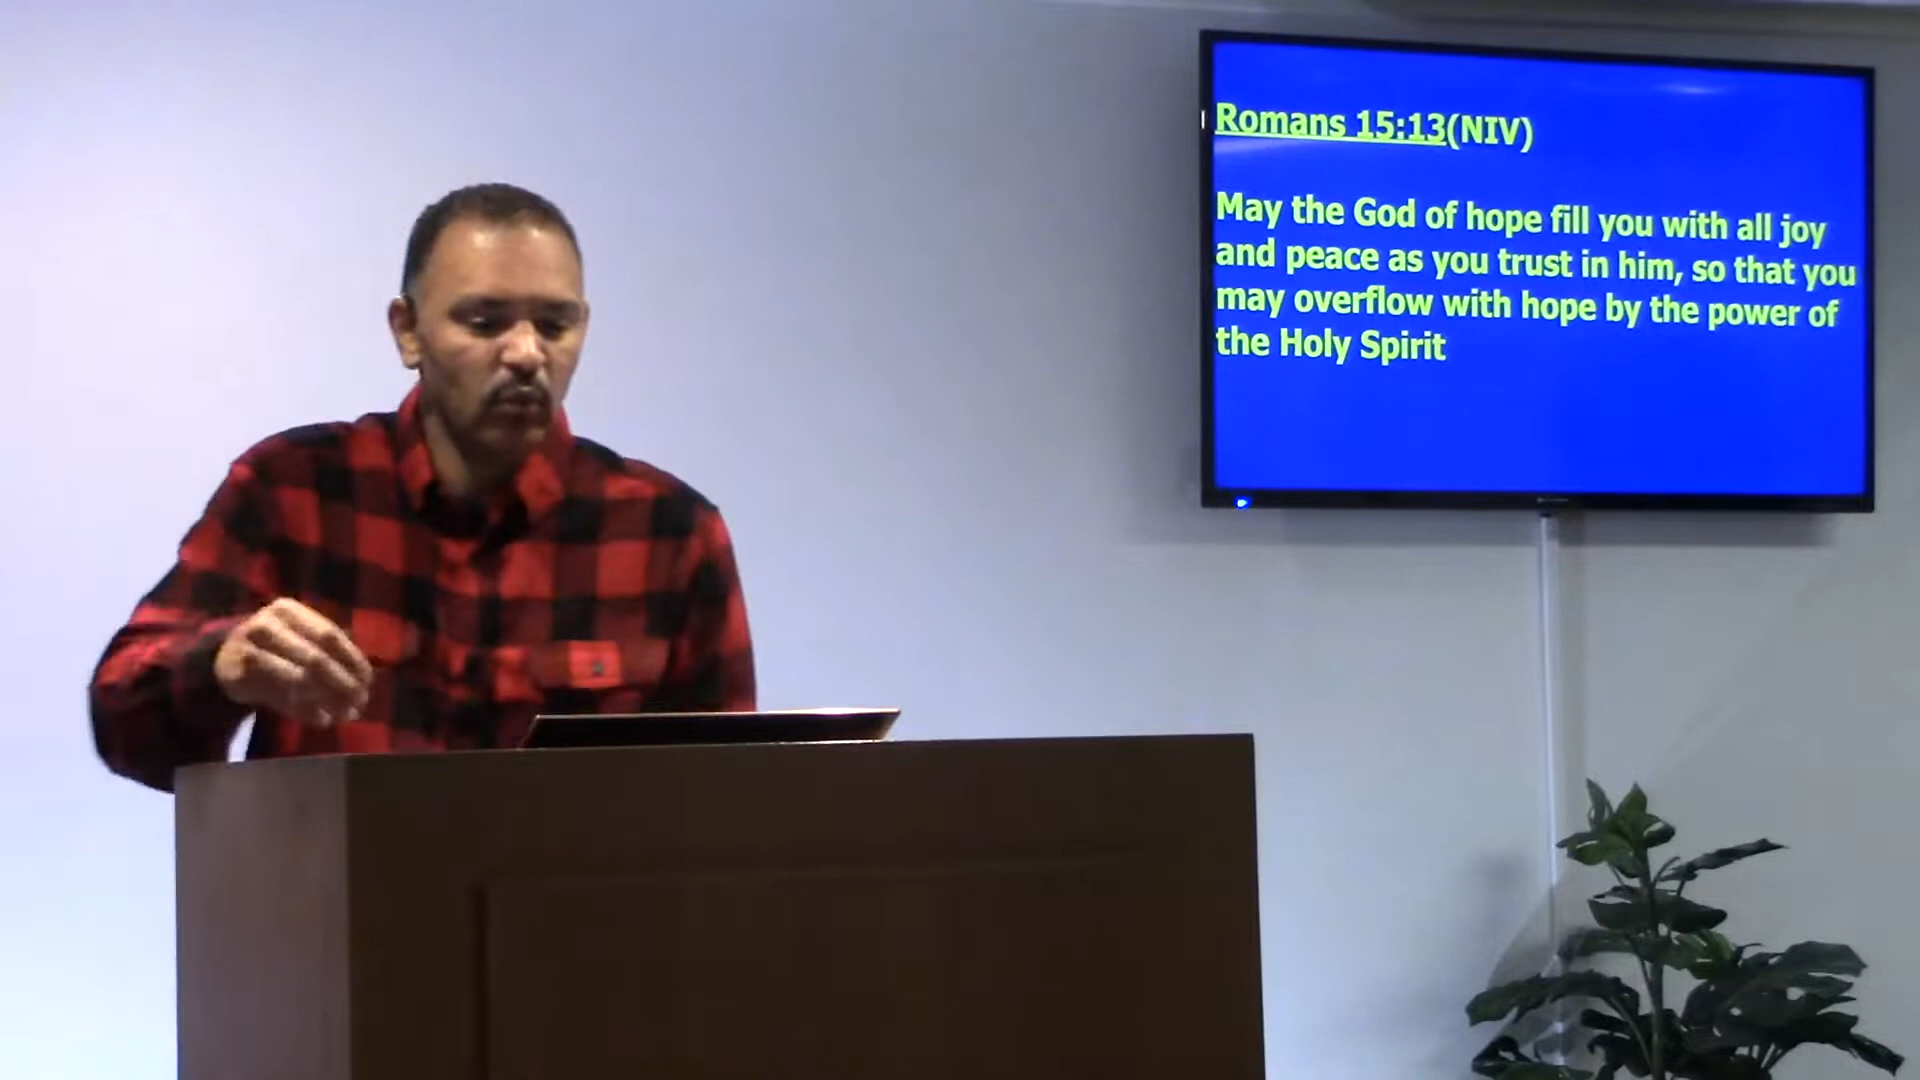 Romans 15:13(NIV)
May the God of hope fill you with all joy
and peace as you trust in him, so that you
may overflow with hope by the power of
the Holy Spirit